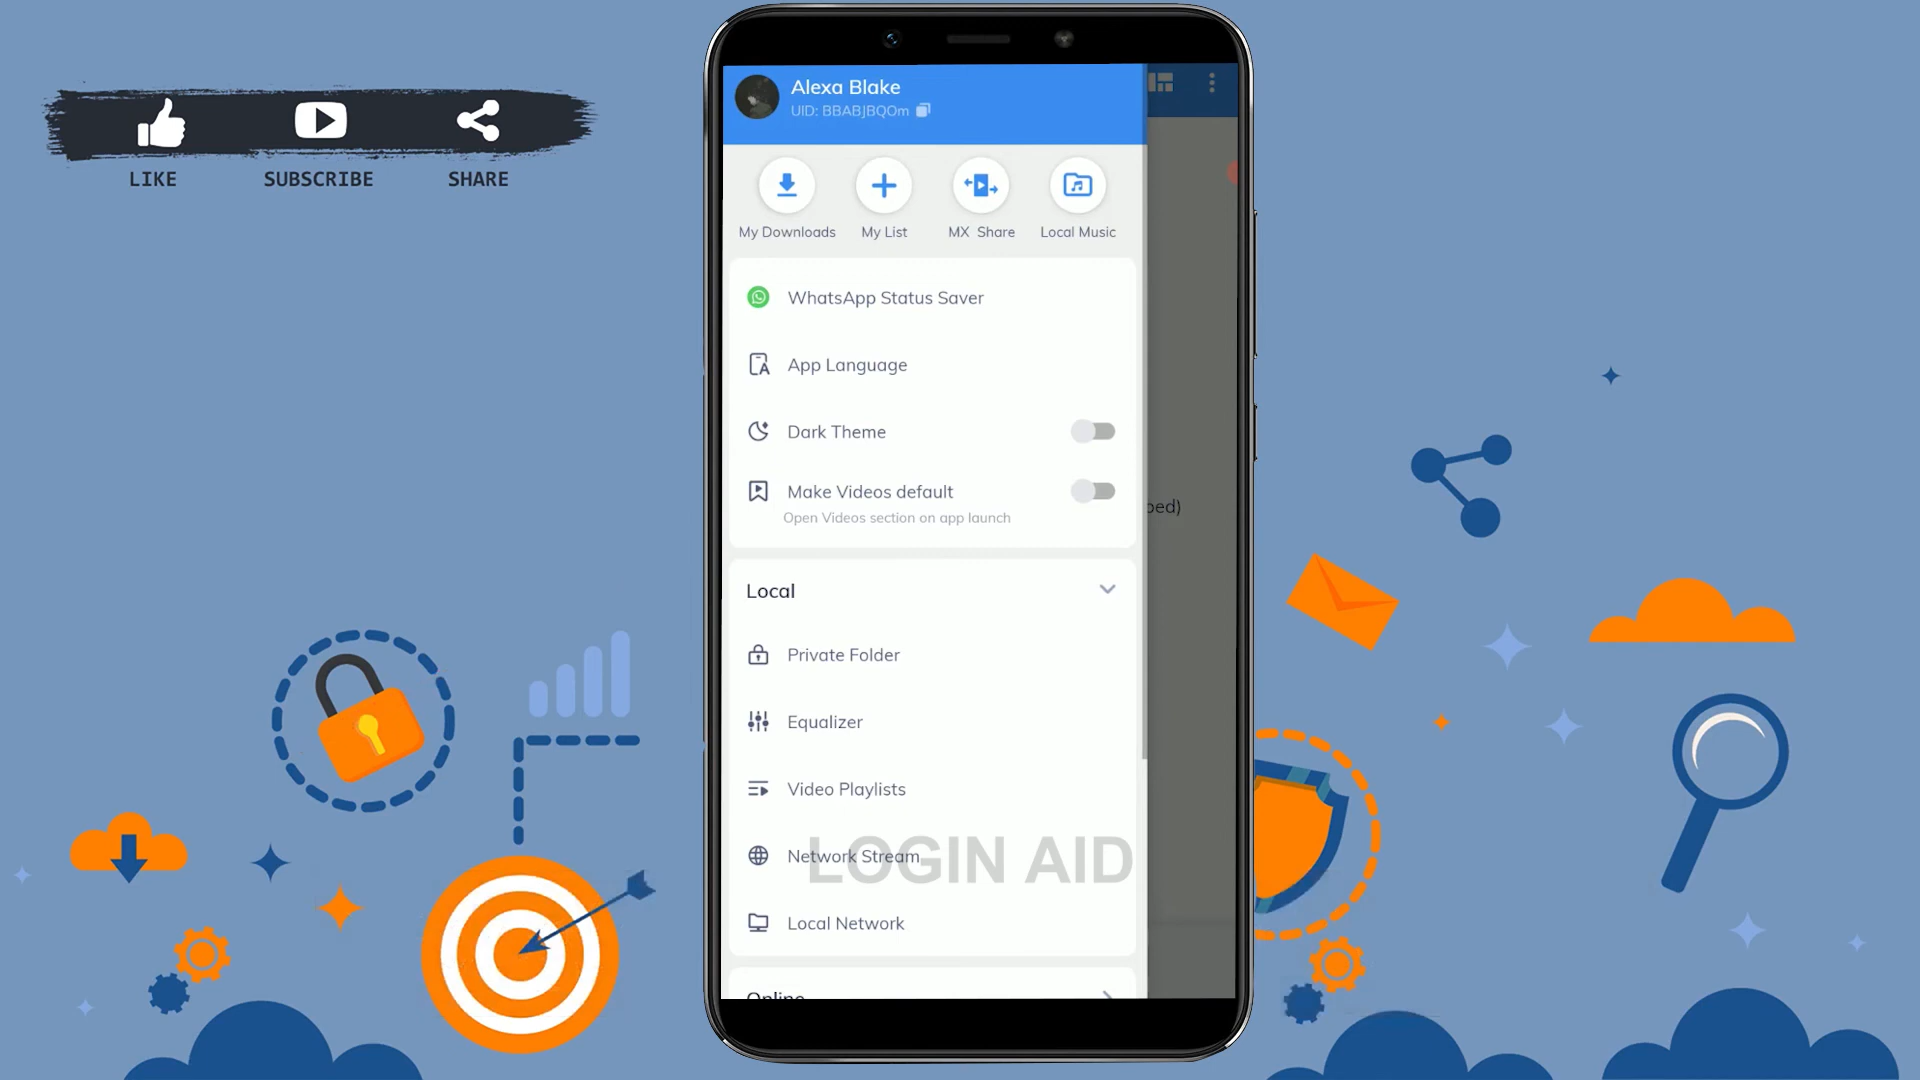 LIKE
SUBSCRIBE
SHARE
Alexa Blake
UID: BBABJBQOm
My Downloads
My List
MX Share
Local Music
WhatsApp Status Saver
App Language
Dark Theme
Make Videos default
Open Videos section on app launch
ped)
Local
Private Folder
Equalizer
Video Playlists
Network Stream
LOGIN AID
Local Network
Online